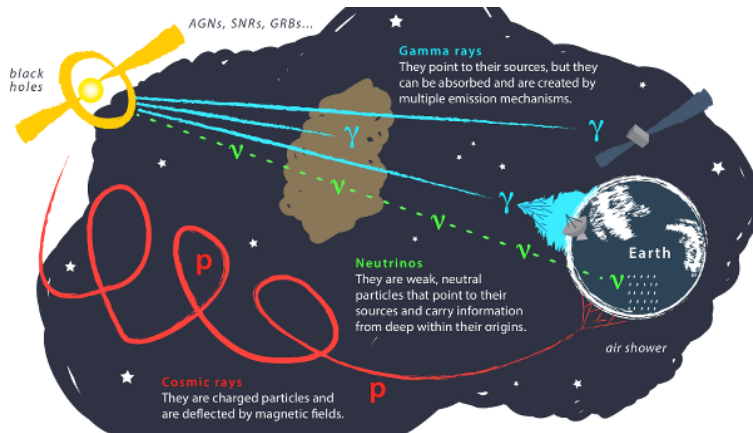 AGNs, SNRs, GRBs...
black
holes
Gamma rays
They point to their sources, but they
can be absorbed and are created by
multiple emission mechanisms.
γ
γ
γ
ν
ν
ν
ν
ν
Earth
p
Neutrinos
They are weak, neutral
particles that point to their
sources and carry information
from deep within their origins.
air shower
Cosmic rays
They are charged particles and
are deflected by magnetic fields.
p